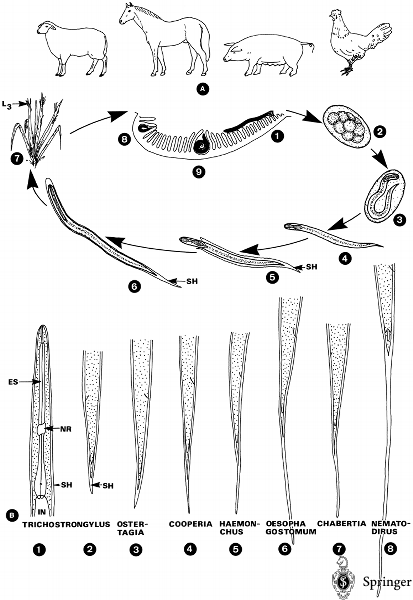 A
L3
7
8
9
1
2
3
4
SH
5
SH
6
ES
NR
SH
SH
IN
B
TRICHOSTRONGYLUS
OSTER-
TAGIA
COOPERIA
HAEMON-
CHUS
OESOPHA
GOSTOMUM
CHABERTIA
NEMATO-
DIRUS
1
2
3
4
5
6
7
8
Springer